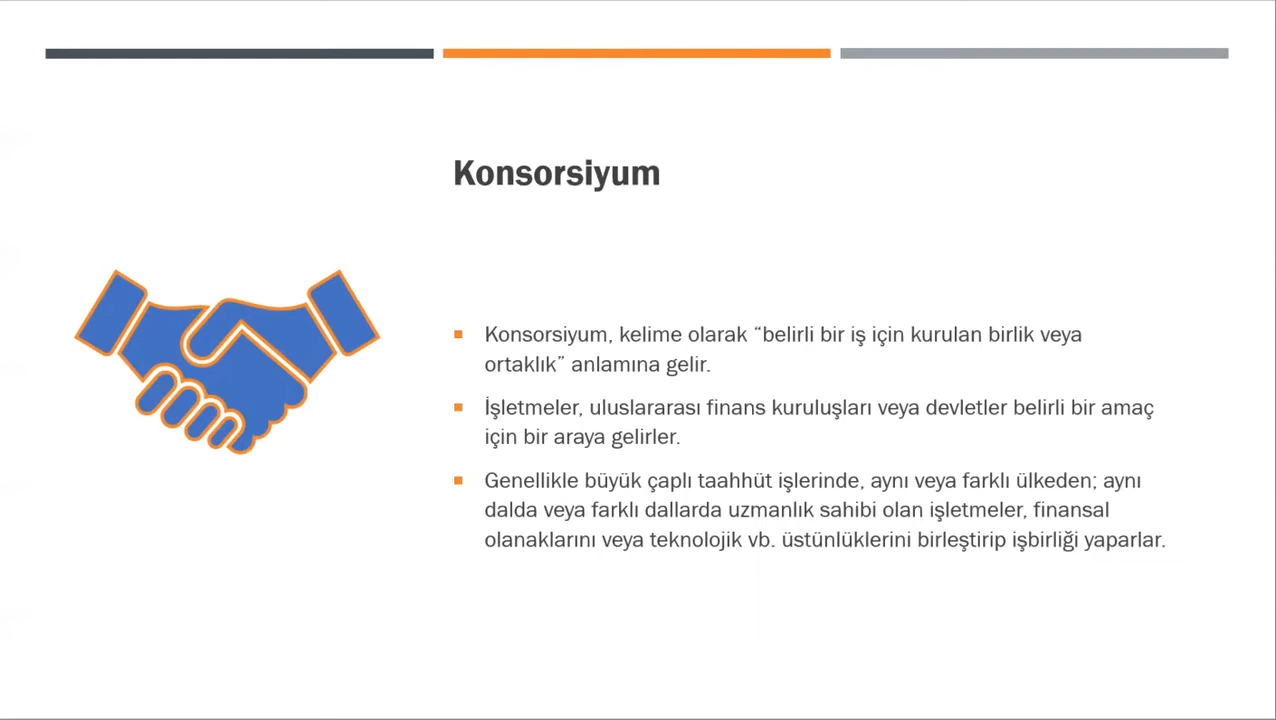 Konsorsiyum
Konsorsiyum, kelime olarak “belirli bir iş için kurulan birlik veya
ortaklık” anlamına gelir.
İşletmeler, uluslararası finans kuruluşları veya devletler belirli bir amaç
için bir araya gelirler.
Genellikle büyük çaplı taahhüt işlerinde, aynı veya farklı ülkeden; aynı
dalda veya farklı dallarda uzmanlık sahibi olan işletmeler, finansal
olanaklarını veya teknolojik vb. üstünlüklerini birleştirip işbirliği yaparlar.